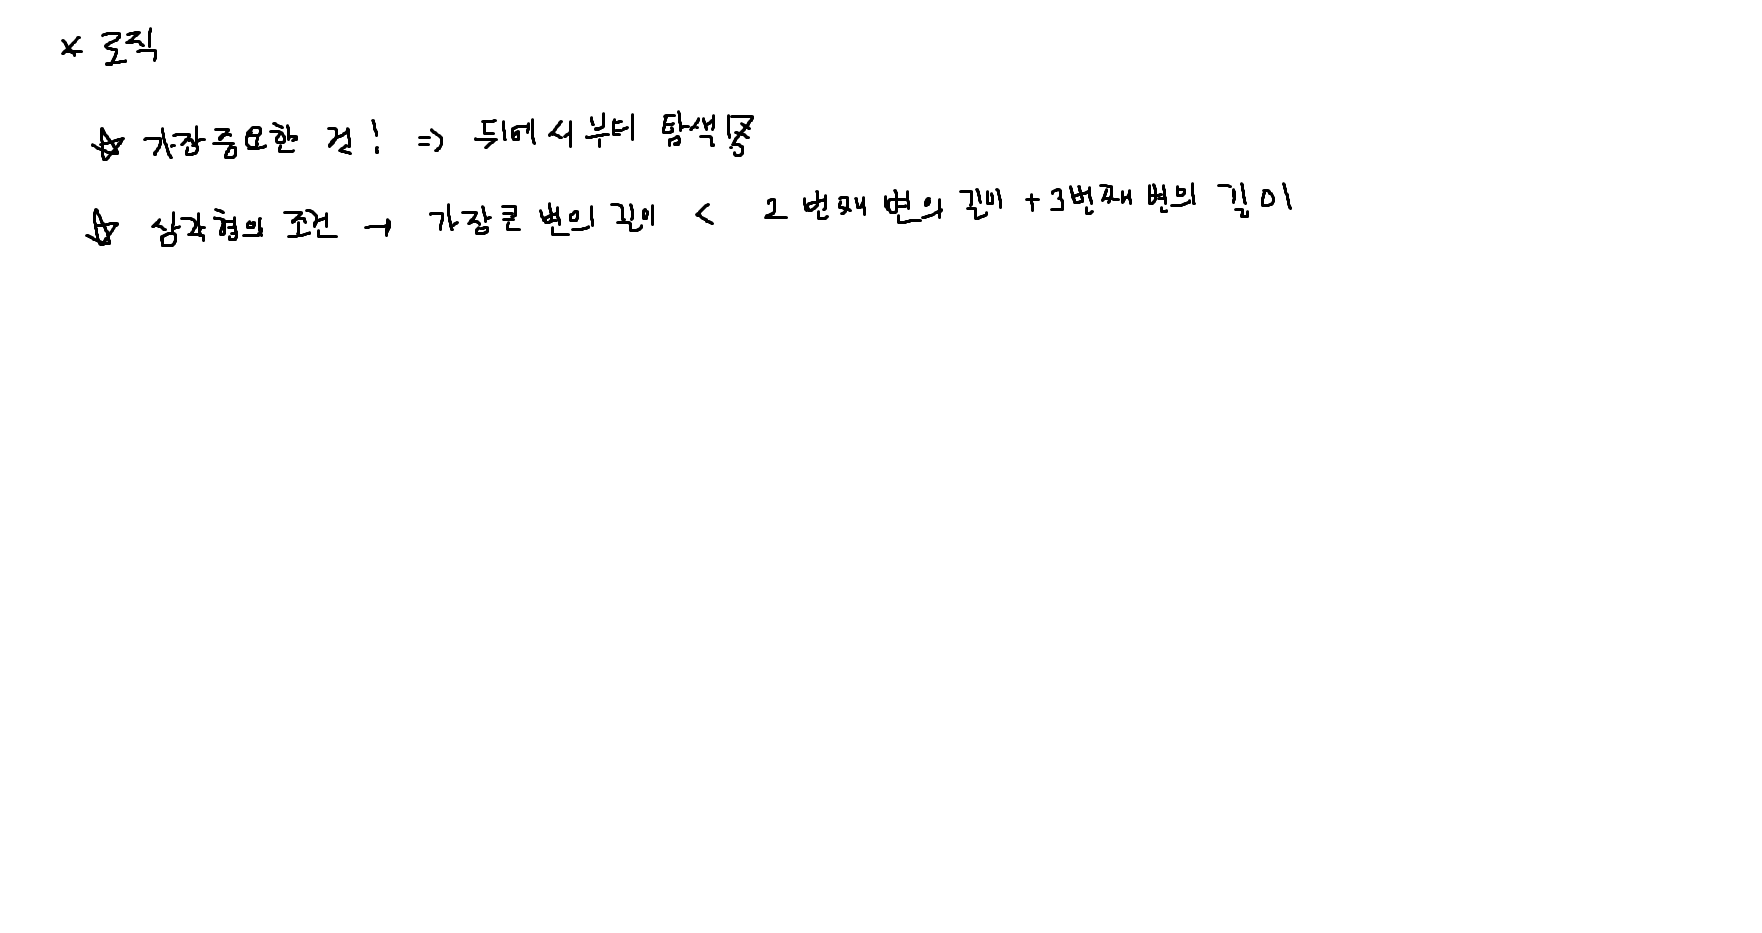 * 로직
☆ 가장 중요한 건! => 뒤에서부터 탐색
☆ 삼각형의 조건 → 가장 큰 변의 길이 < 2번째 변의 길이 + 3번째 변의 길이